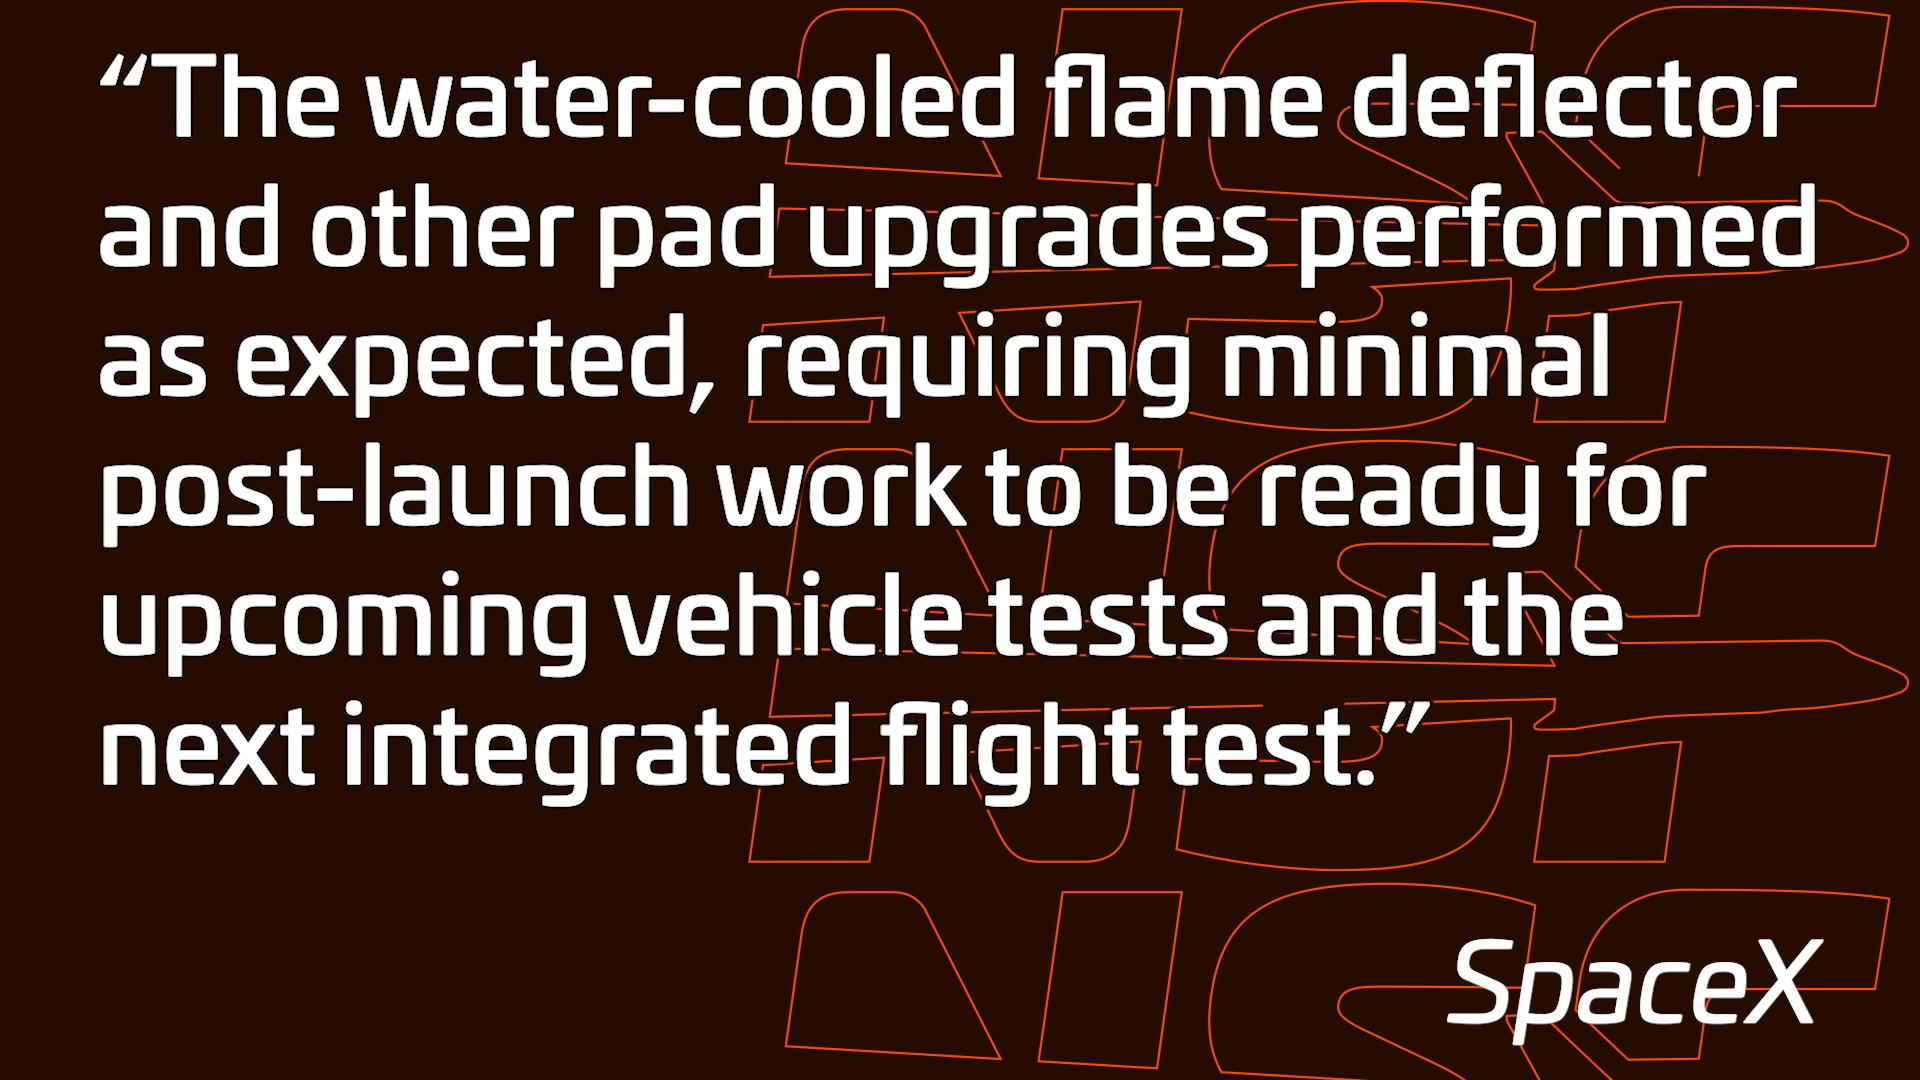 “The water-cooled flame deflector
and other pad upgrades performed
as expected, requiring minimal
post-launch work to be ready for
upcoming vehicle tests and the
next integrated flight test.”
SpaceX